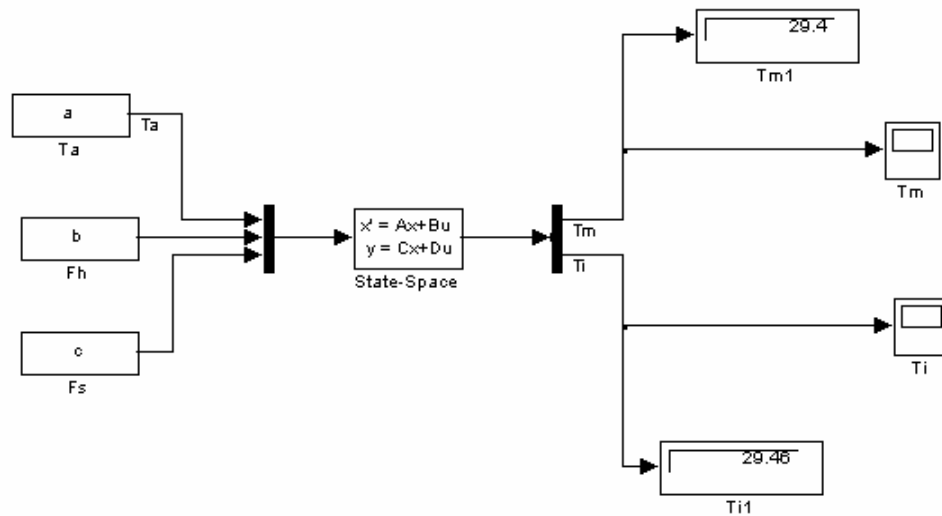 29.4
Tm1
a
Ta
Ta
Tm
b
Fh
x' = Ax+Bu
y = Cx+Du
State-Space
Tm
Ti
c
Fs
Ti
29.46
Ti1